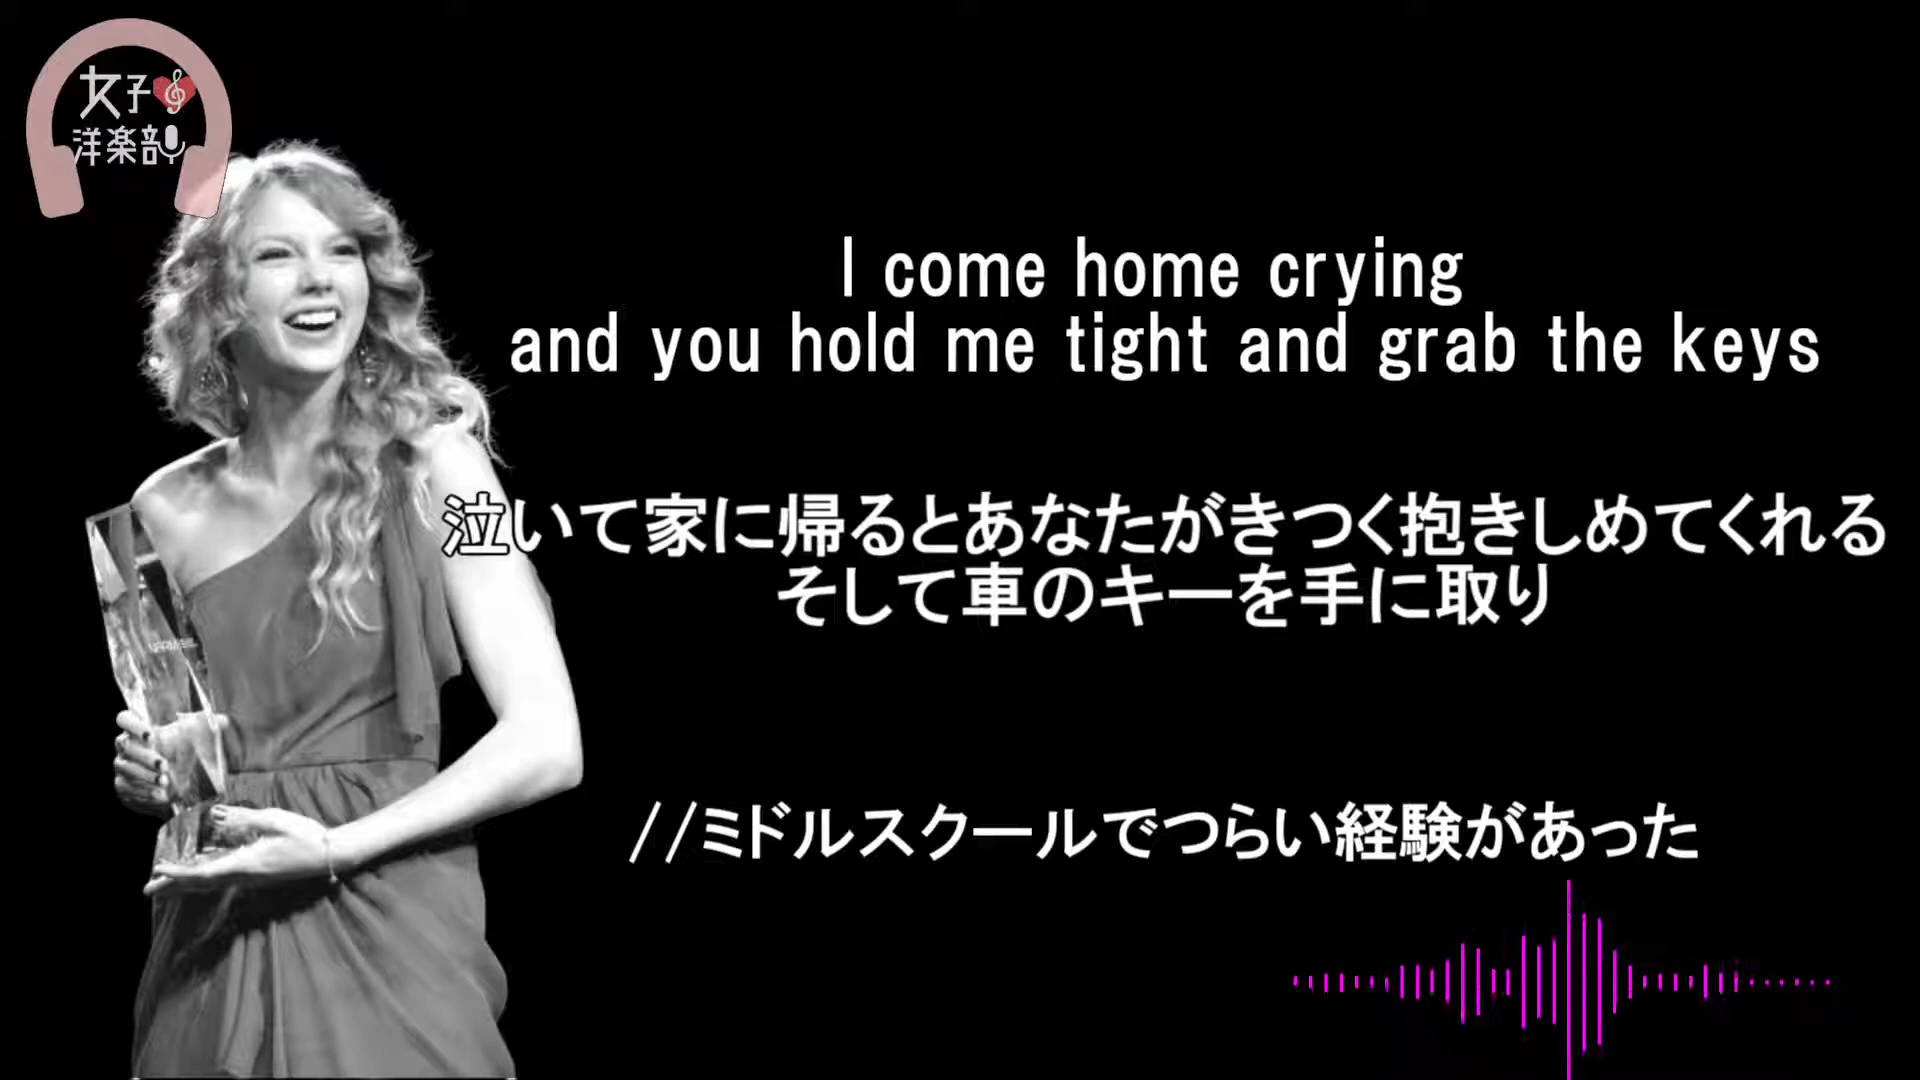 女子
洋楽部
I come home crying
and you hold me tight and grab the keys
泣いて家に帰るとあなたがきつく抱きしめてくれる
そして車のキーを手に取り
//ミドルスクールでつらい経験があった